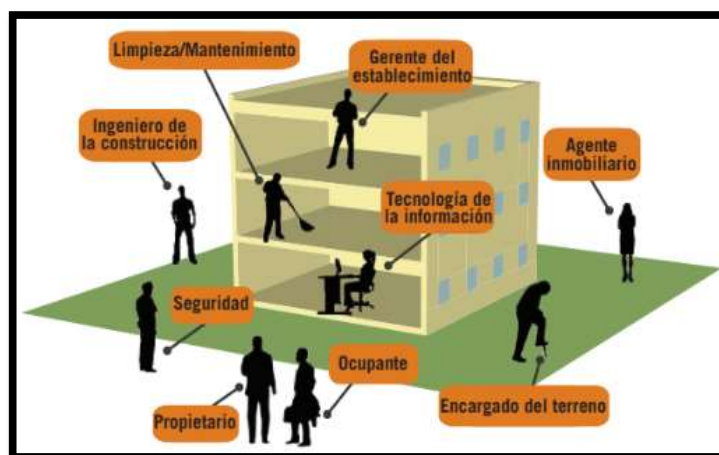 Limpieza/Mantenimiento
Gerente del
establecimiento
Ingeniero de
la construcción
Agente
inmobiliario
Tecnología de
la información
Seguridad
Ocupante
Propietario
Encargado del terreno